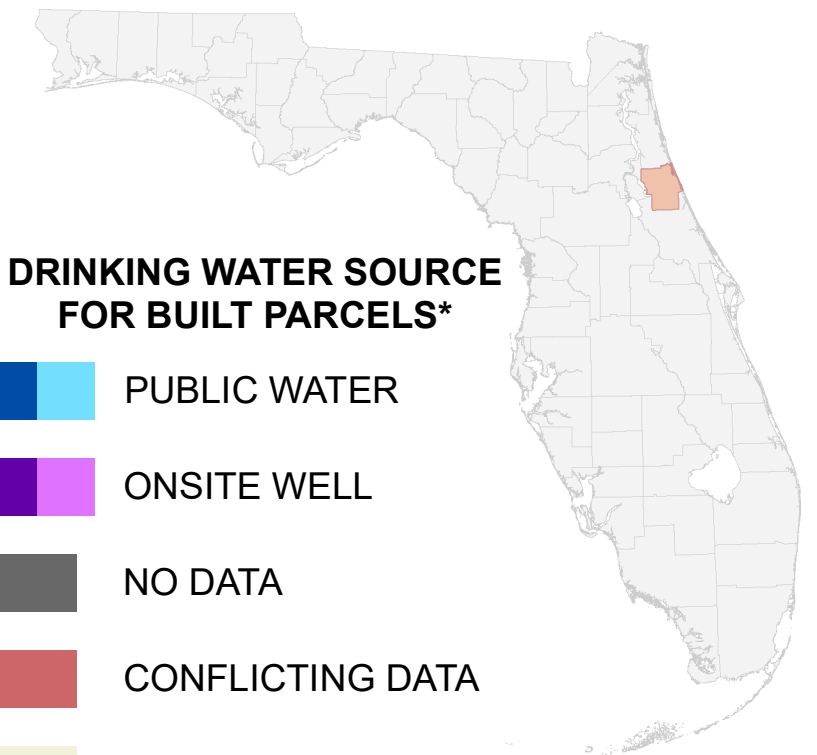 DRINKING WATER SOURCE
FOR BUILT PARCELS*
PUBLIC WATER
ONSITE WELL
NO DATA
CONFLICTING DATA